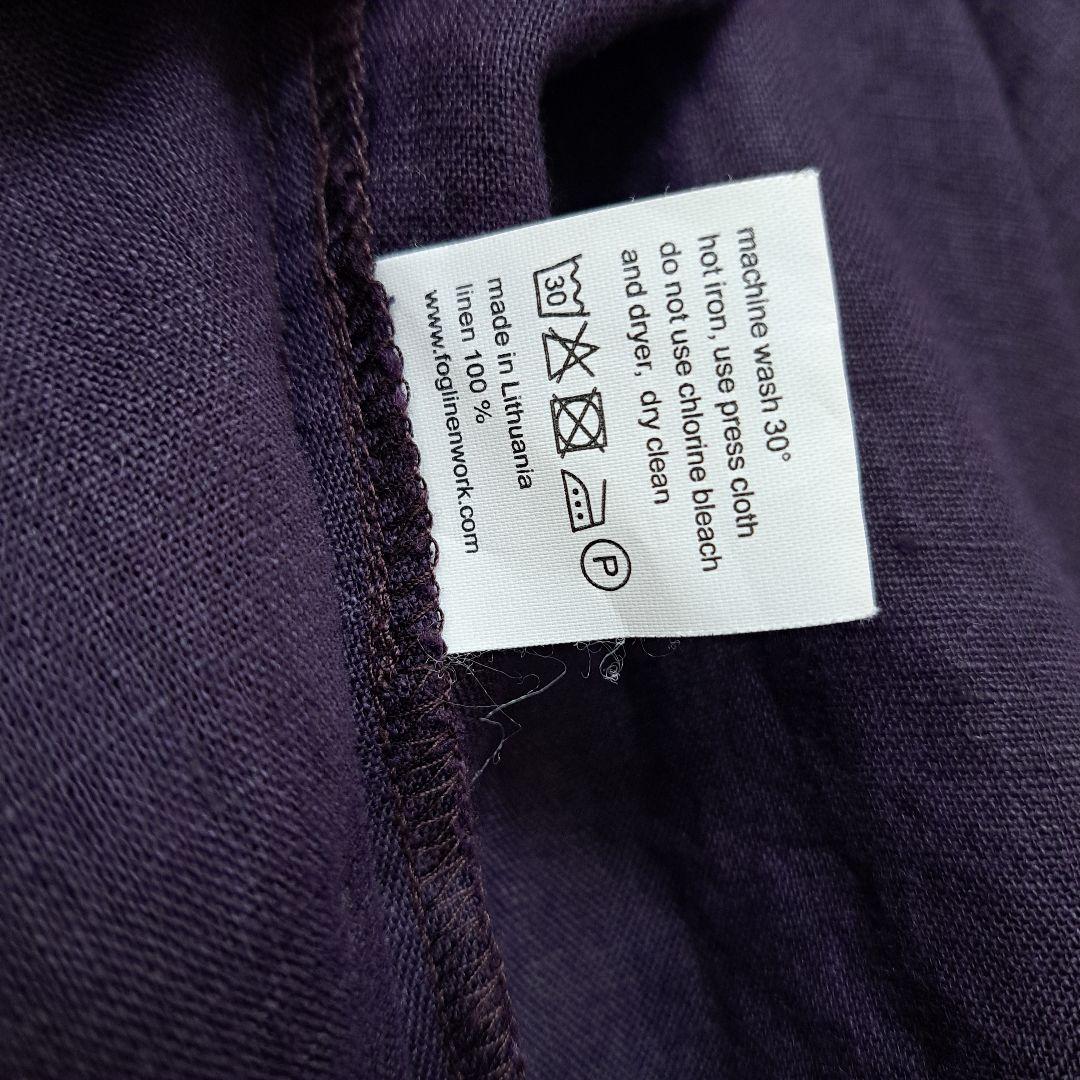 machine wash 30°
hot iron, use press cloth
do not use chlorine bleach
and dryer, dry clean
30 P
made in Lithuania
linen 100 %
www.foglinenwork.com